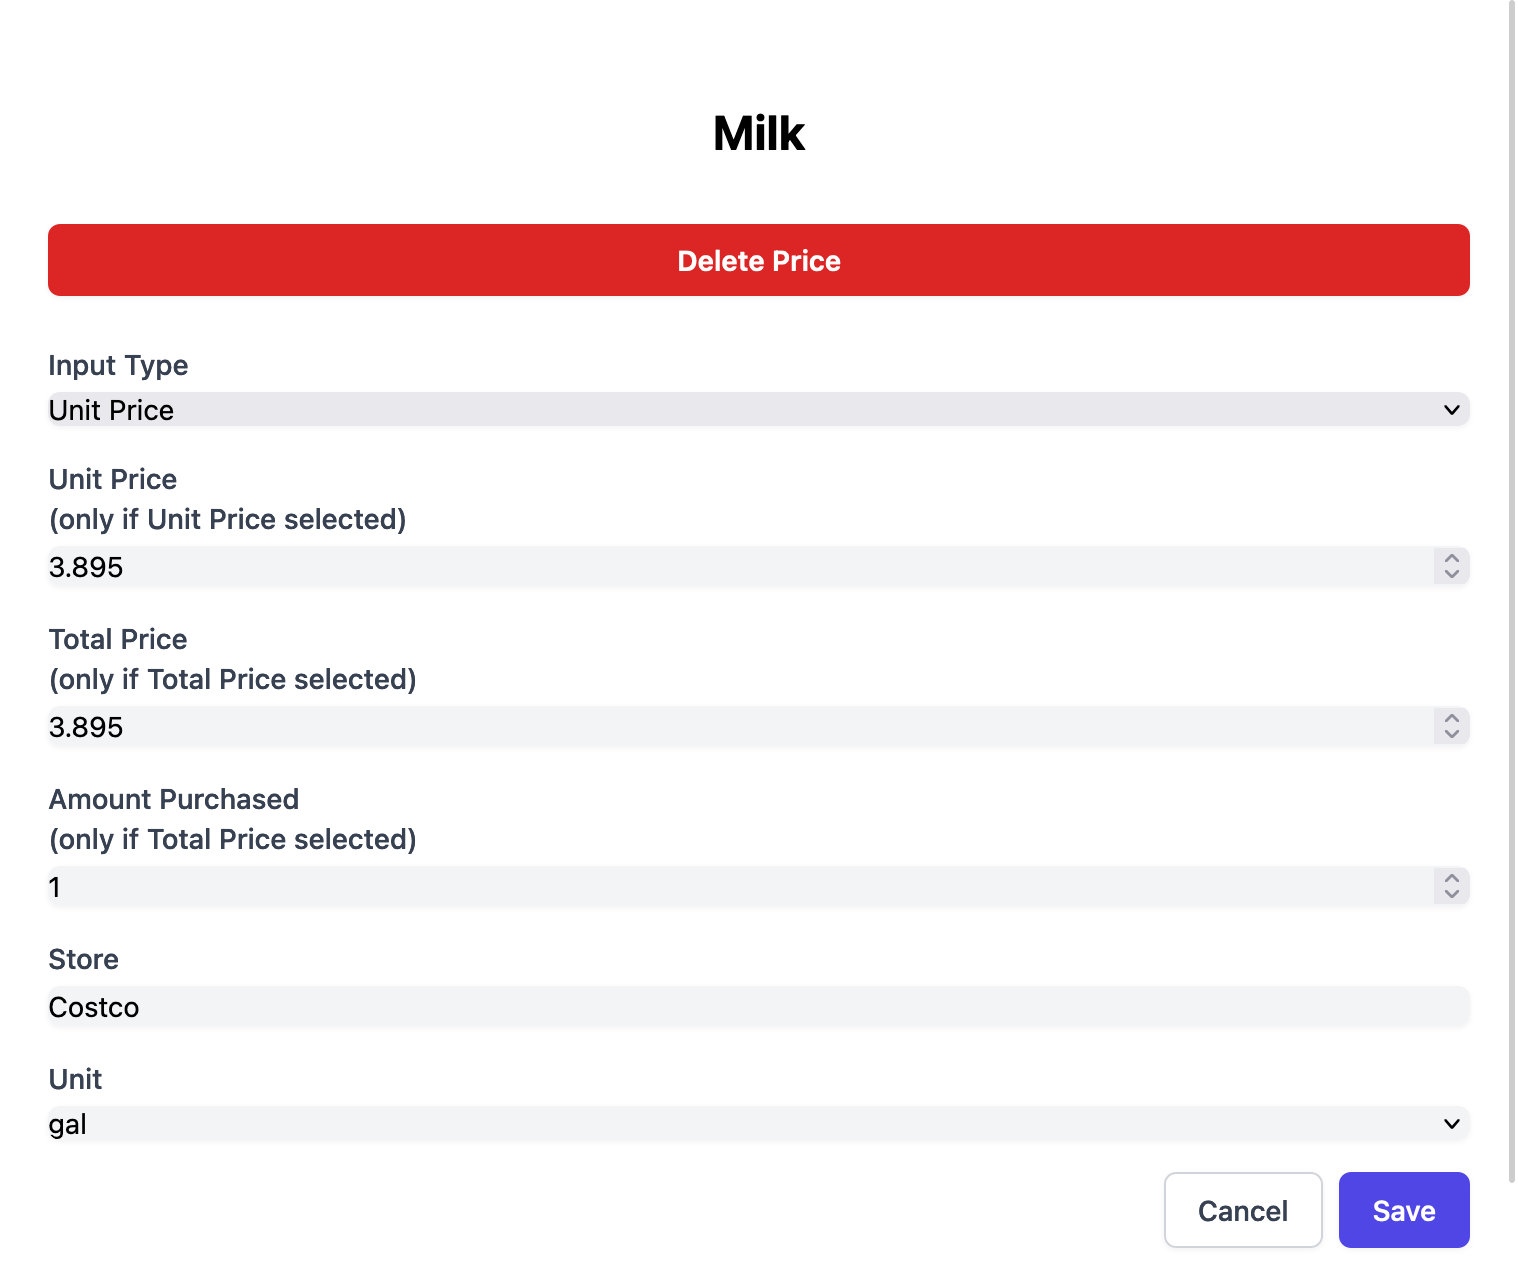 Milk
Delete Price
Input Type
Unit Price
Unit Price
(only if Unit Price selected)
3.895
Total Price
(only if Total Price selected)
3.895
Amount Purchased
(only if Total Price selected)
1
Store
Costco
Unit
gal
Cancel
Save